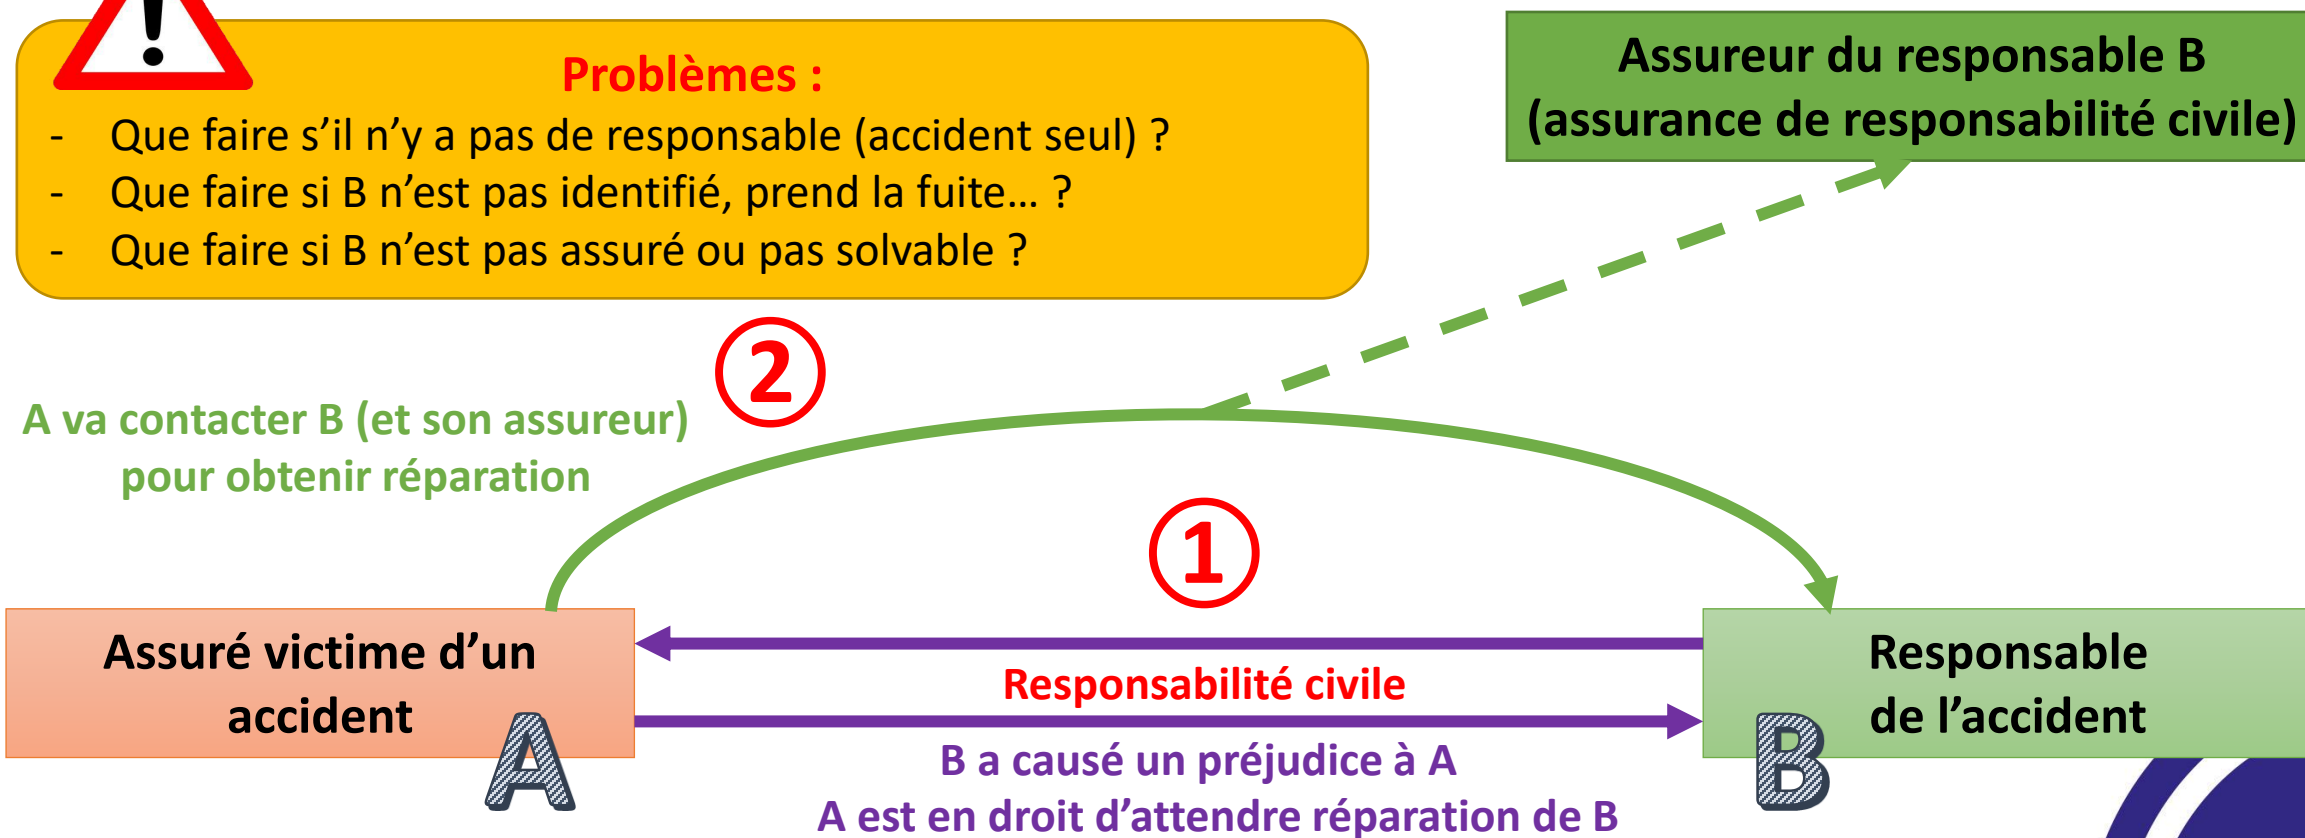 !
Problèmes :
- Que faire s’il n’y a pas de responsable (accident seul) ?
- Que faire si B n’est pas identifié, prend la fuite… ?
- Que faire si B n’est pas assuré ou pas solvable ?
Assureur du responsable B
(assurance de responsabilité civile)
2
A va contacter B (et son assureur)
pour obtenir réparation
1
Assuré victime d’un
accident
A
Responsabilité civile
B a causé un préjudice à A
A est en droit d’attendre réparation de B
Responsable
de l’accident
B